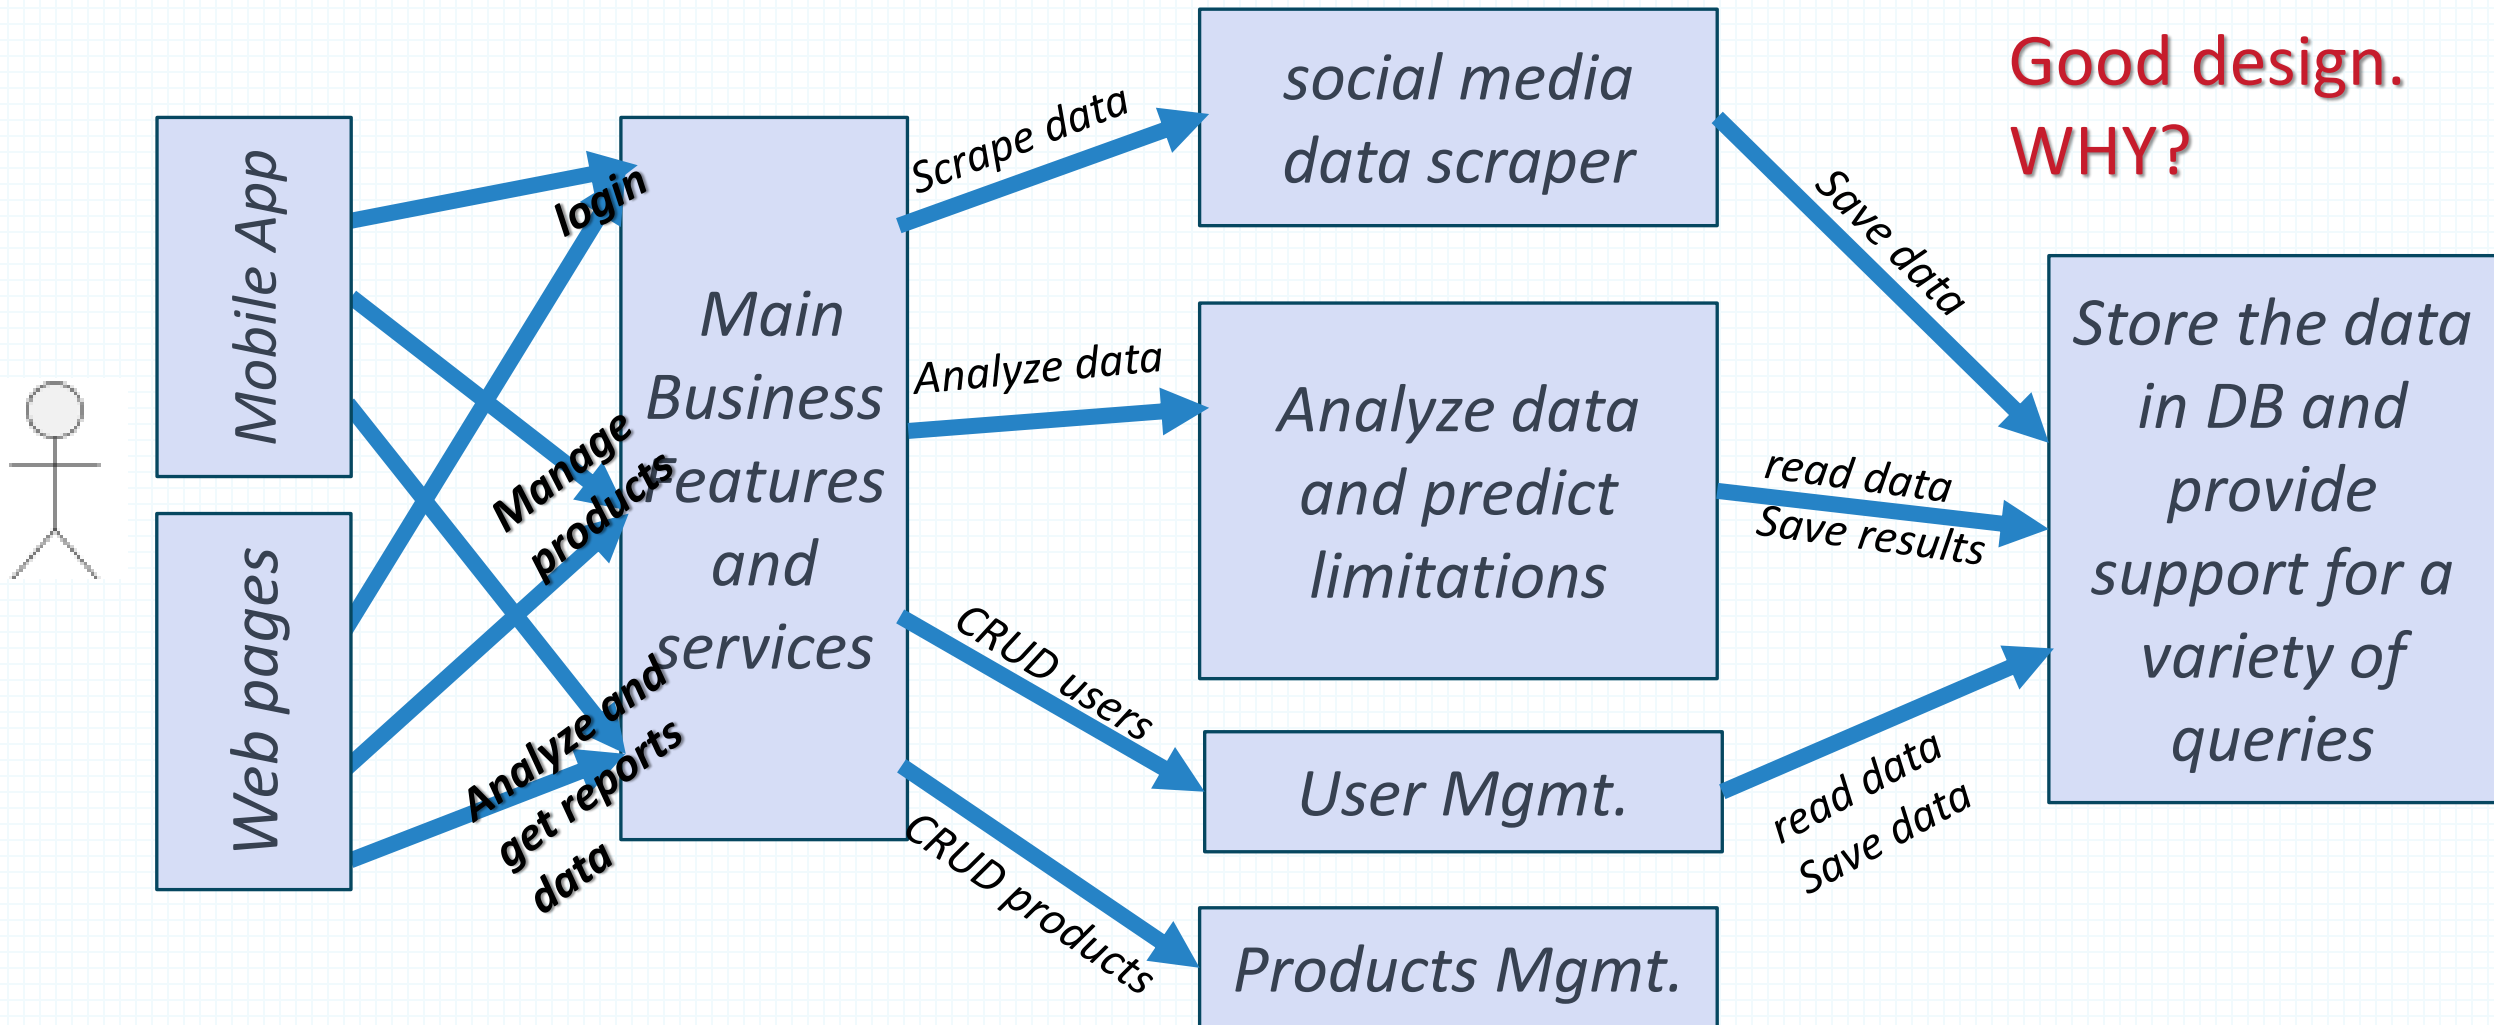 Good design.
WHY?
Mobile App
Web pages
login
Manage
products
Analyze and
get reports
data
Main
Business
Features
and
services
Scrape data
Analyze data
CRUD users
CRUD products
social media
data scraper
Analyze data
and predict
limitations
User Mgmt.
Products Mgmt.
Save data
read data
Save results
read data
Save data
Store the data
in DB and
provide
support for a
variety of
queries